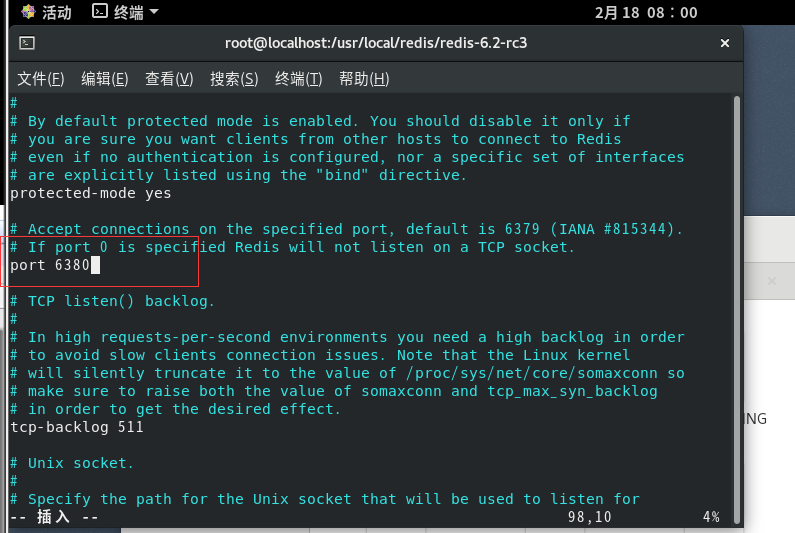 活动 终端 2月 18 08：00
root@localhost:/usr/local/redis/redis-6.2-rc3 ×
文件(F) 编辑(E) 查看(V) 搜索(S) 终端(T) 帮助(H)
#
# By default protected mode is enabled. You should disable it only if
# you are sure you want clients from other hosts to connect to Redis
# even if no authentication is configured, nor a specific set of interfaces
# are explicitly listed using the "bind" directive.
protected-mode yes
# Accept connections on the specified port, default is 6379 (IANA #815344).
# If port 0 is specified Redis will not listen on a TCP socket.
port 6380
# TCP listen() backlog.
#
# In high requests-per-second environments you need a high backlog in order
# to avoid slow clients connection issues. Note that the Linux kernel
# will silently truncate it to the value of /proc/sys/net/core/somaxconn so
# make sure to raise both the value of somaxconn and tcp_max_syn_backlog
# in order to get the desired effect.
tcp-backlog 511
ING
# Unix socket.
#
# Specify the path for the Unix socket that will be used to listen for
-- 插入 -- 98,10 4%